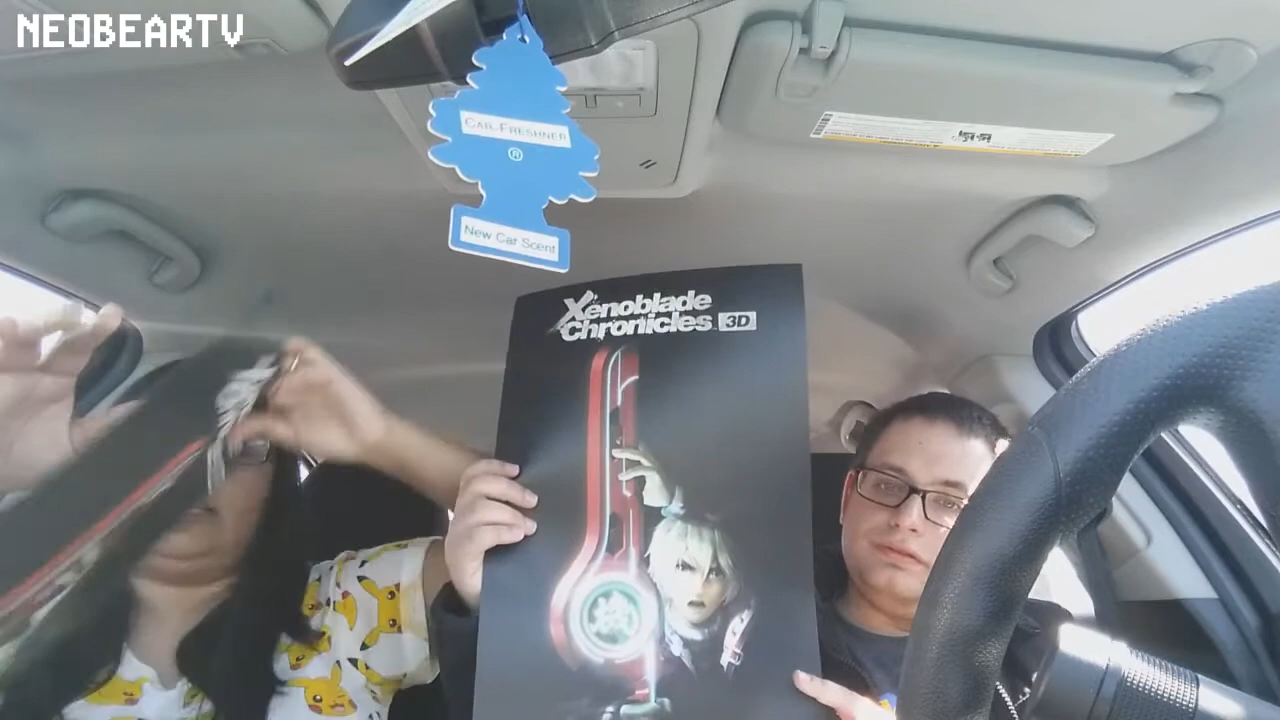 NEOBEARTV
CAR-FRESHNER
®
New Car Scent
Xenoblade
Chronicles 3D